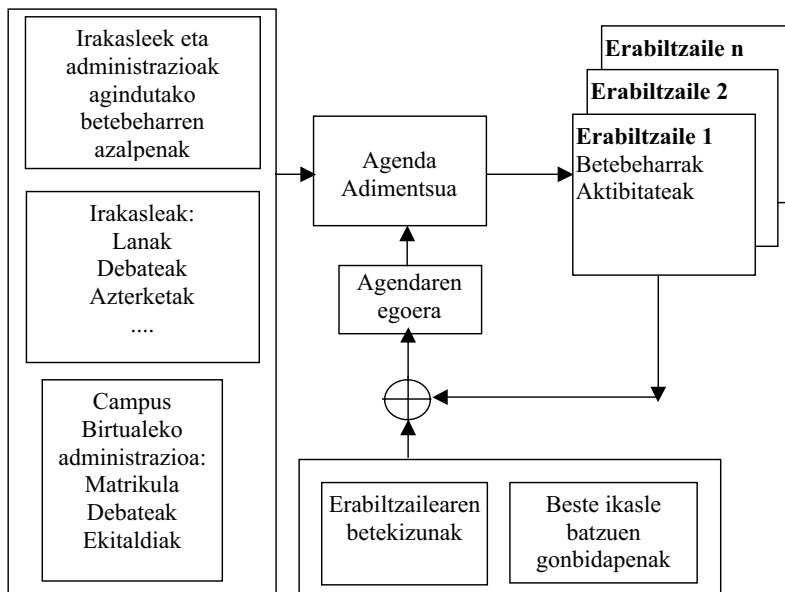 Irakasleek eta
administrazioak
agindutako
betebeharren
azalpenak
Irakasleak:
Lanak
Debateak
Azterketak
....
Campus
Birtualeko
administrazioa:
Matrikula
Debateak
Ekitaldiak
Agenda
Adimentsua
Agendaren
egoera
Erabiltzaile n
Erabiltzaile 2
Erabiltzaile 1
Betebeharrak
Aktibitateak
Erabiltzailearen
betekizunak
Beste ikasle
batzuen
gonbidapenak